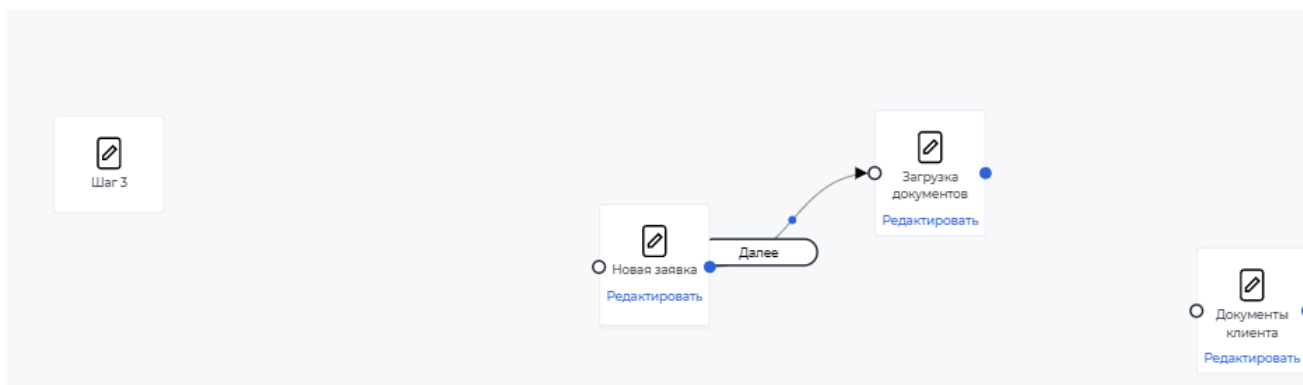 Шаг 3
Новая заявка
Редактировать
Далее
Загрузка
документов
Редактировать
Документы
клиента
Редактировать